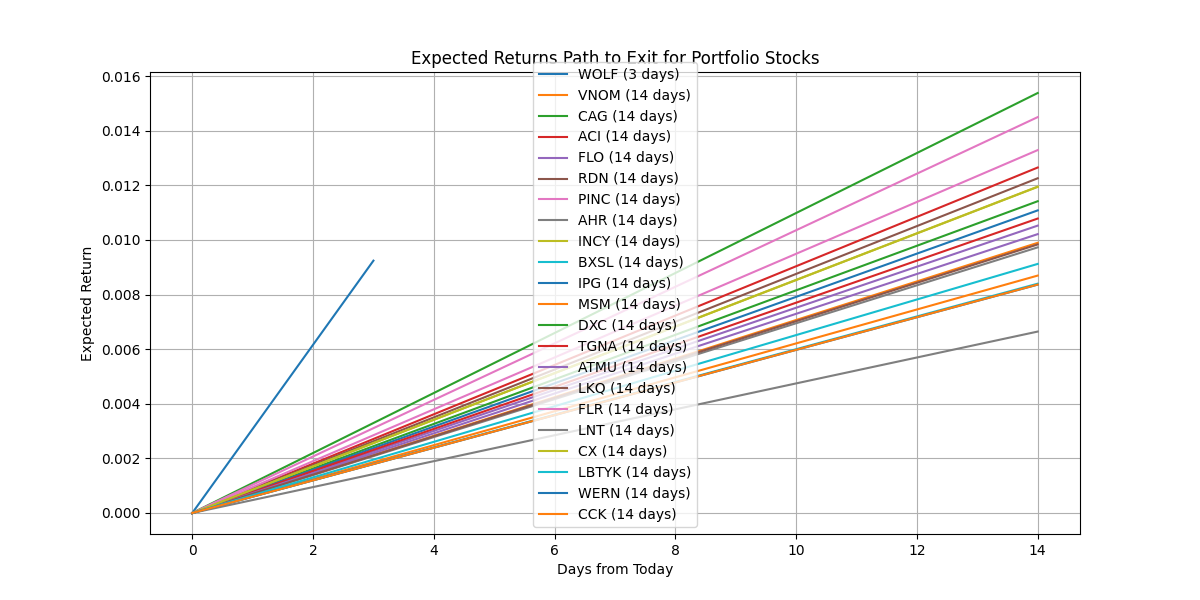 Expected Returns Path to Exit for Portfolio Stocks
WOLF (3 days)
VNOM (14 days)
CAG (14 days)
ACI (14 days)
FLO (14 days)
RDN (14 days)
PINC (14 days)
AHR (14 days)
INCY (14 days)
BXSL (14 days)
IPG (14 days)
MSM (14 days)
DXC (14 days)
TGNA (14 days)
ATMU (14 days)
LKQ (14 days)
FLR (14 days)
LNT (14 days)
CX (14 days)
LBTYK (14 days)
WERN (14 days)
CCK (14 days)
Expected Return
0.016
0.014
0.012
0.010
0.008
0.006
0.004
0.002
0.000
0 2 4 6 8 10 12 14
Days from Today